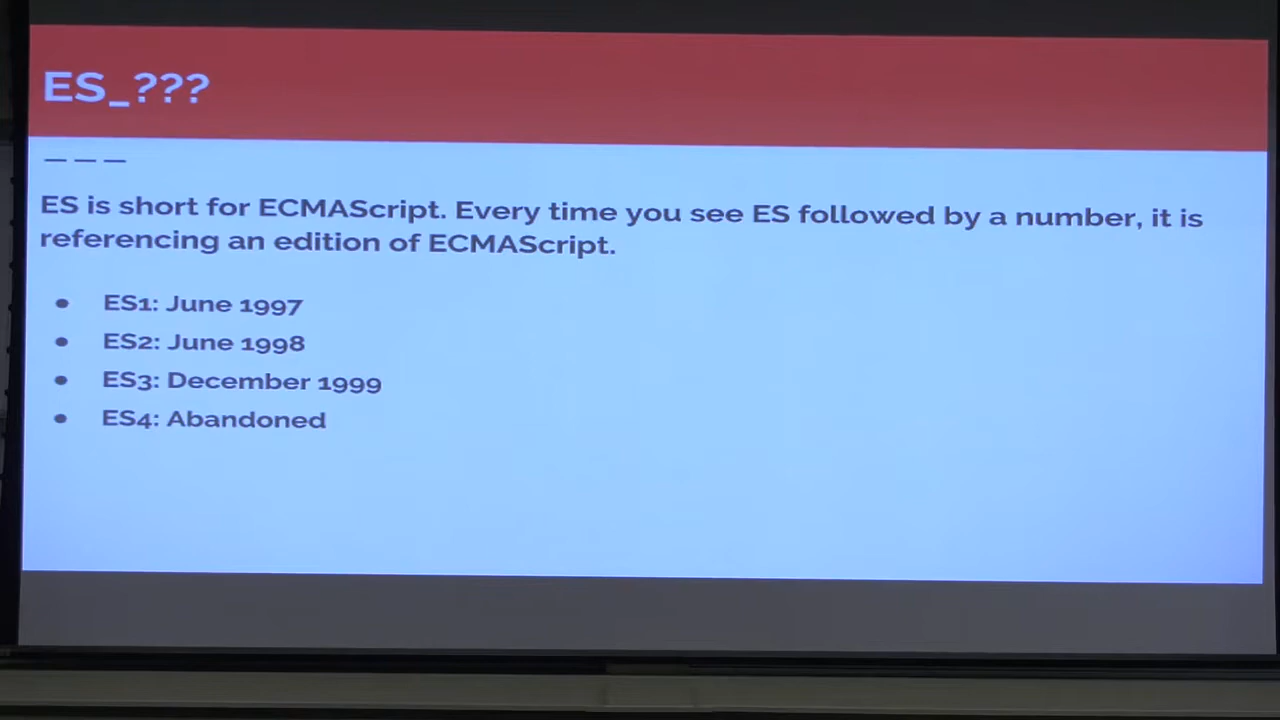 ES_???
ES is short for ECMAScript. Every time you see ES followed by a number, it is
referencing an edition of ECMAScript.
● ES1: June 1997
● ES2: June 1998
● ES3: December 1999
● ES4: Abandoned